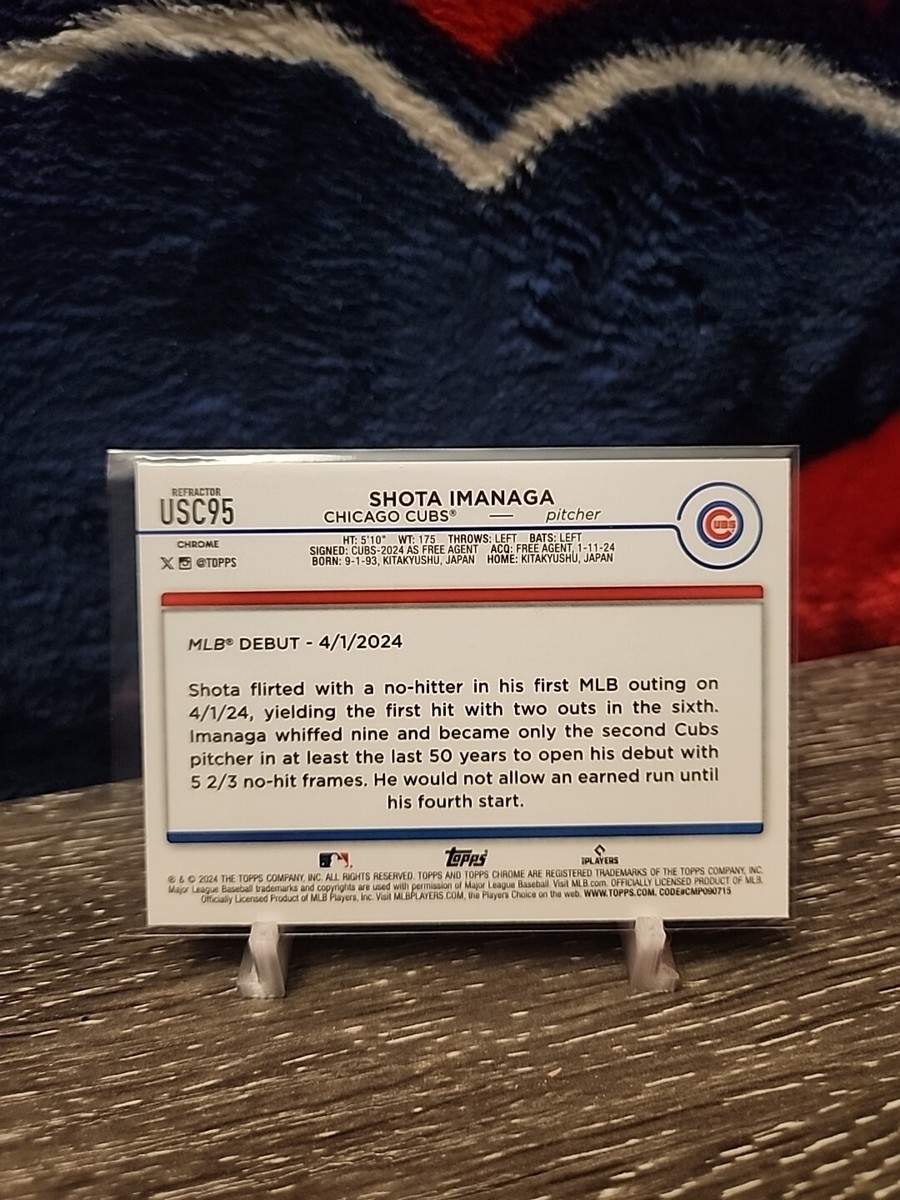 REFRACTOR
USC95
SHOTA IMANAGA
CHICAGO CUBS® — pitcher
CUBS
CHROME
X @TOPPS
HT: 5'10" WT: 175 THROWS: LEFT BATS: LEFT
SIGNED: CUBS-2024 AS FREE AGENT ACQ: FREE AGENT, 1-11-24
BORN: 9-1-93, KITAKYUSHU, JAPAN HOME: KITAKYUSHU, JAPAN
MLB® DEBUT - 4/1/2024
Shota flirted with a no-hitter in his first MLB outing on
4/1/24, yielding the first hit with two outs in the sixth.
Imanaga whiffed nine and became only the second Cubs
pitcher in at least the last 50 years to open his debut with
5 2/3 no-hit frames. He would not allow an earned run until
his fourth start.
Topps®
PLAYERS
® & © 2024 THE TOPPS COMPANY, INC. ALL RIGHTS RESERVED. TOPPS AND TOPPS CHROME ARE REGISTERED TRADEMARKS OF THE TOPPS COMPANY, INC.
Major League Baseball trademarks and copyrights are used with permission of Major League Baseball. Visit MLB.com. OFFICIALLY LICENSED PRODUCT OF MLB
Officially Licensed Product of MLB Players, Inc. Visit MLBPLAYERS.COM, the Players Choice on the web. WWW.TOPPS.COM. CODE#CMP090715